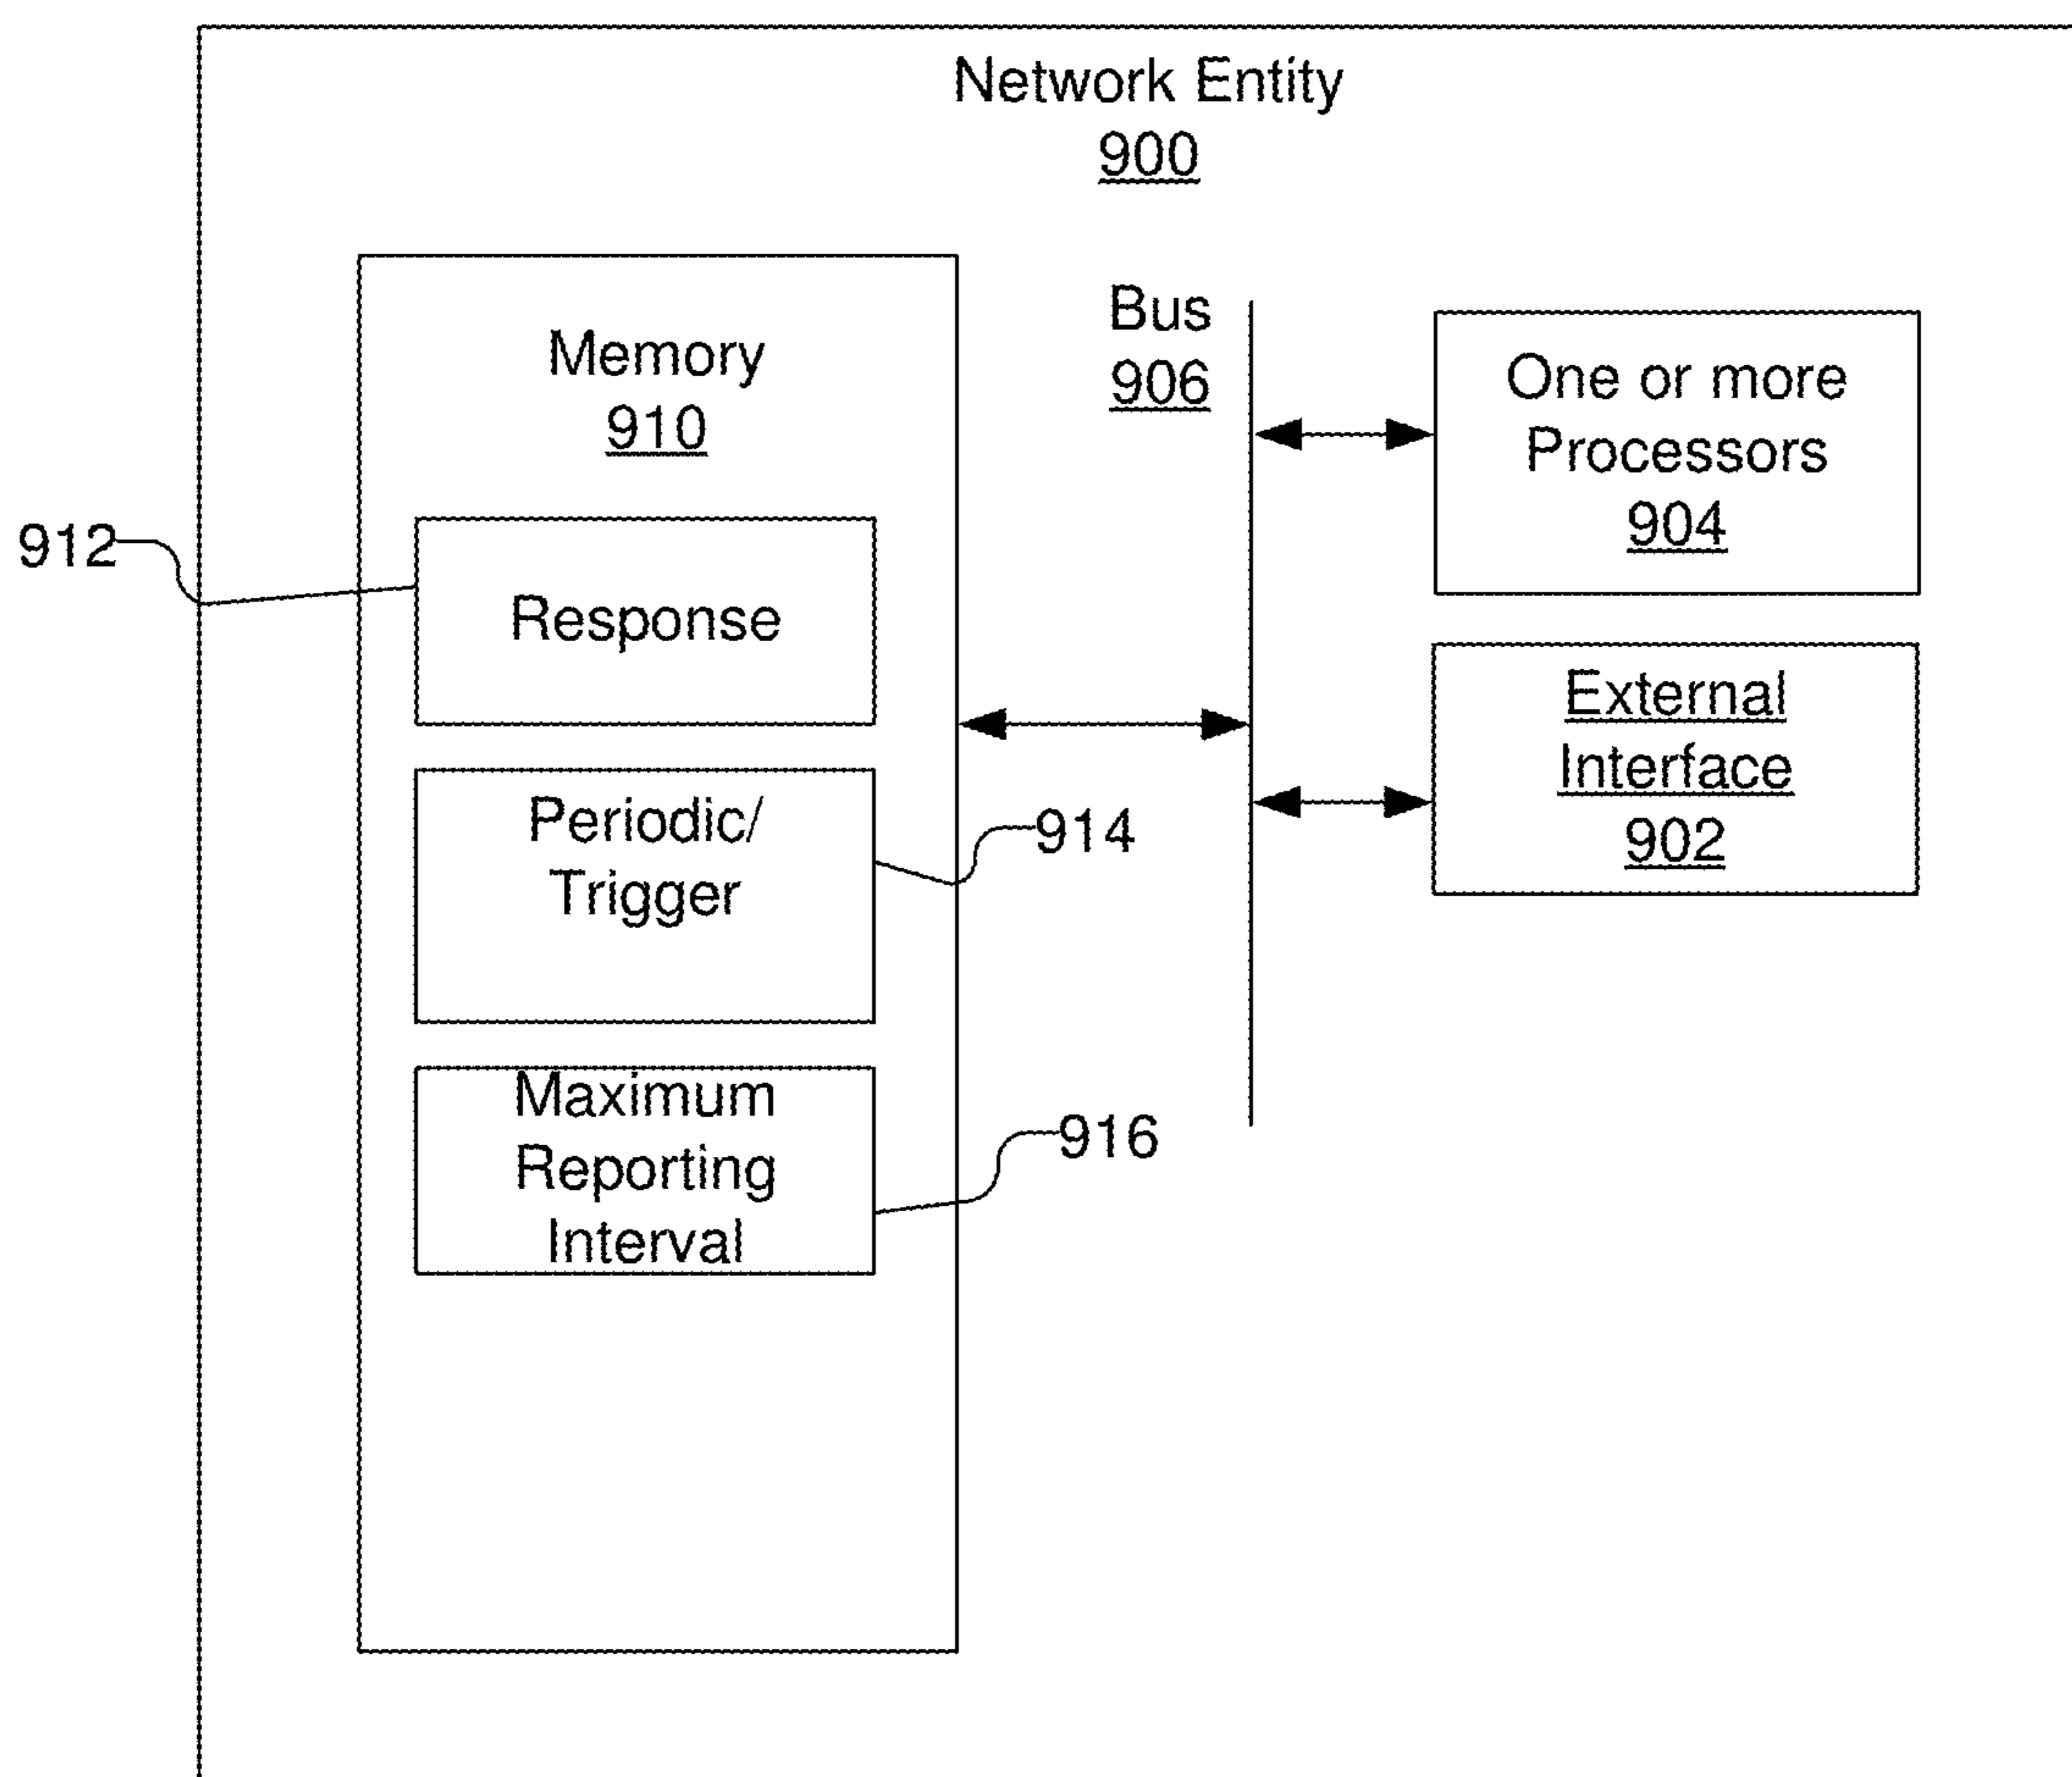 Network Entity
900
Memory
910
Bus
906
One or more
Processors
904
912
Response
External
Interface
902
Periodic/
Trigger
914
Maximum
Reporting
Interval
916